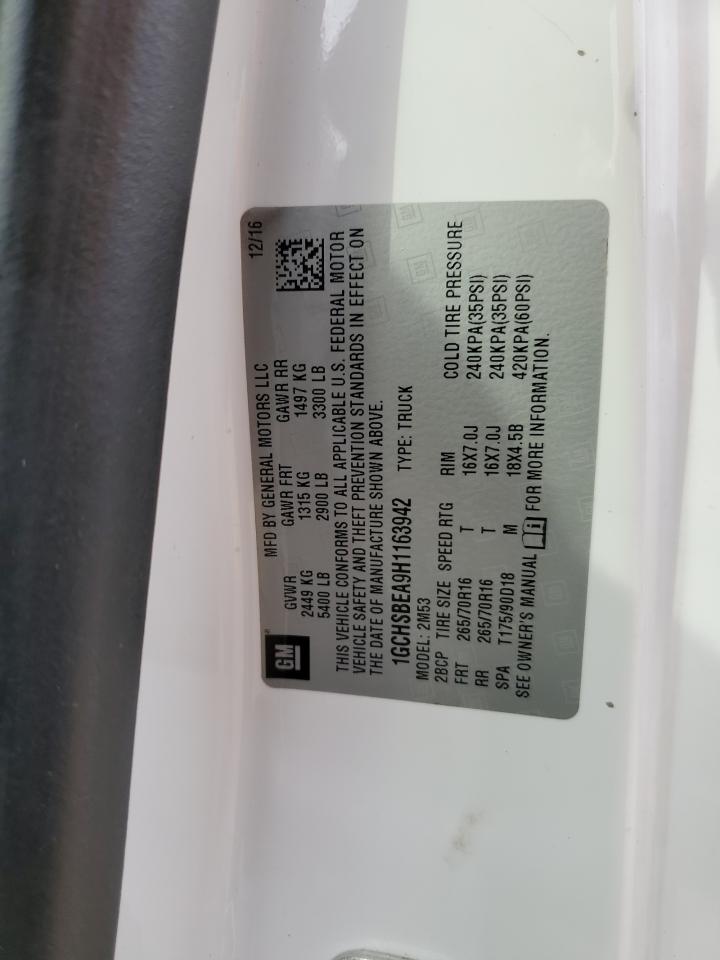 GM
MFD BY GENERAL MOTORS LLC 12/16
GVWR GAWR FRT GAWR RR
2449 KG 1315 KG 1497 KG
5400 LB 2900 LB 3300 LB
THIS VEHICLE CONFORMS TO ALL APPLICABLE U.S. FEDERAL MOTOR
VEHICLE SAFETY AND THEFT PREVENTION STANDARDS IN EFFECT ON
THE DATE OF MANUFACTURE SHOWN ABOVE.
1GCHSBEA9H1163942 TYPE: TRUCK
MODEL: 2M53
2BCP TIRE SIZE SPEED RTG RIM COLD TIRE PRESSURE
FRT 265/70R16 T 16X7.0J 240KPA(35PSI)
RR 265/70R16 T 16X7.0J 240KPA(35PSI)
SPA T175/90D18 M 18X4.5B 420KPA(60PSI)
SEE OWNER'S MANUAL FOR MORE INFORMATION.